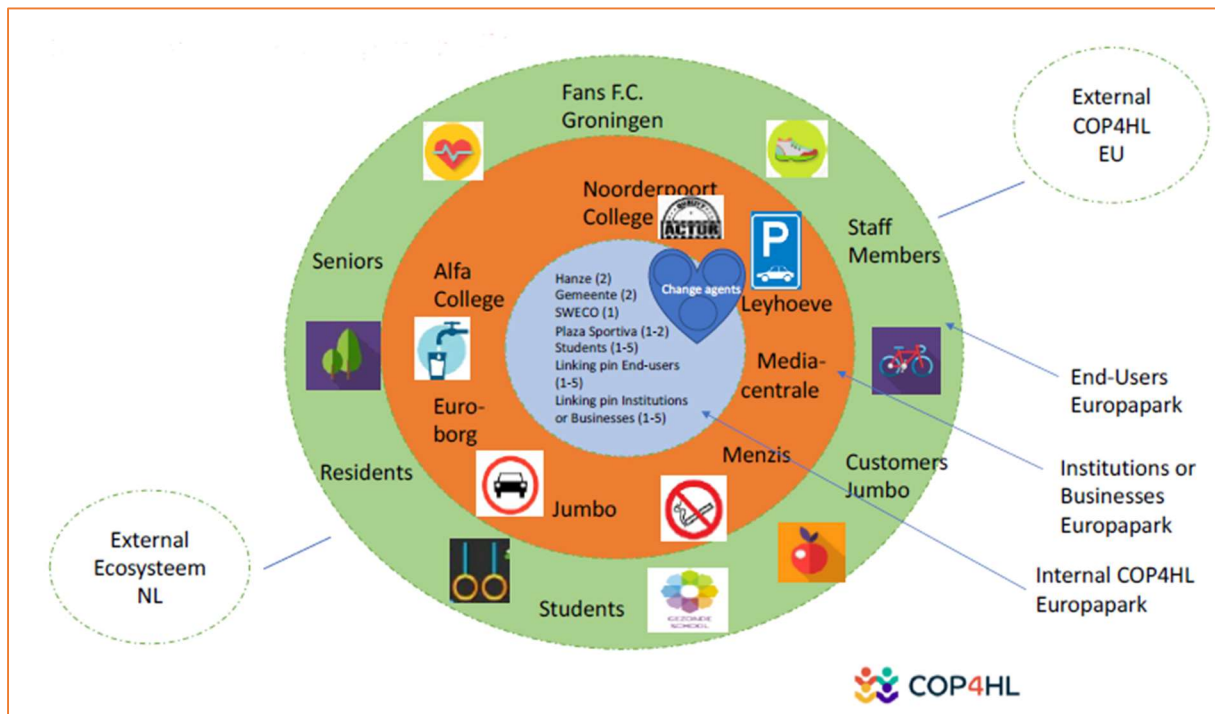 Fans F.C.
Groningen
External
COP4HL
EU
Noorderpoort
College
QUALITY
ACTUR
P
Staff
Members
Seniors
Alfa
College
Hanze (2)
Gemeente (2)
SWECO (1)
Plaza Sportiva (1-2)
Students (1-5)
Linking pin End-users
(1-5)
Linking pin Institutions
or Businesses (1-5)
Change agents
Leyhoeve
Media-
centrale
End-Users
Europapark
Euro-
borg
Residents
Menzis
Customers
Jumbo
Institutions or
Businesses
Europapark
Jumbo
External
Ecosysteem
NL
Internal COP4HL
Europapark
Students
GEZONDE
SCHOOL
COP4HL